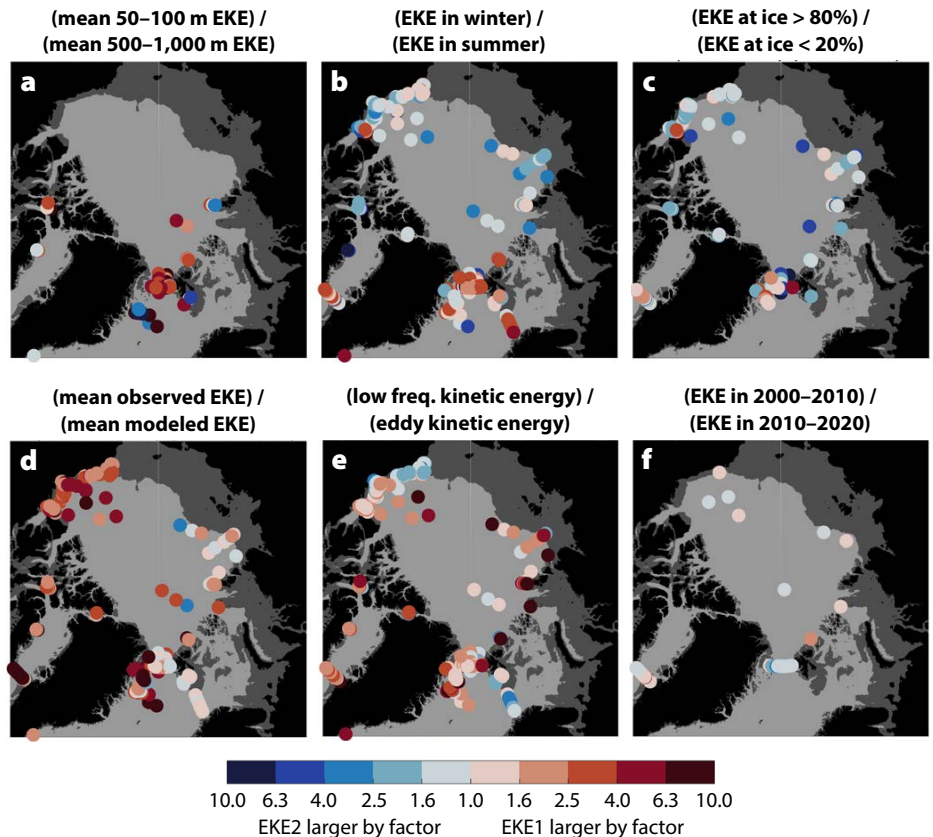 (mean 50–100 m EKE) /
(mean 500–1,000 m EKE)
(EKE in winter) /
(EKE in summer)
(EKE at ice > 80%) /
(EKE at ice < 20%)
a
b
c
(mean observed EKE) /
(mean modeled EKE)
(low freq. kinetic energy) /
(eddy kinetic energy)
(EKE in 2000–2010) /
(EKE in 2010–2020)
d
e
f
10.0 6.3 4.0 2.5 1.6 1.0 1.6 2.5 4.0 6.3 10.0
EKE2 larger by factor EKE1 larger by factor